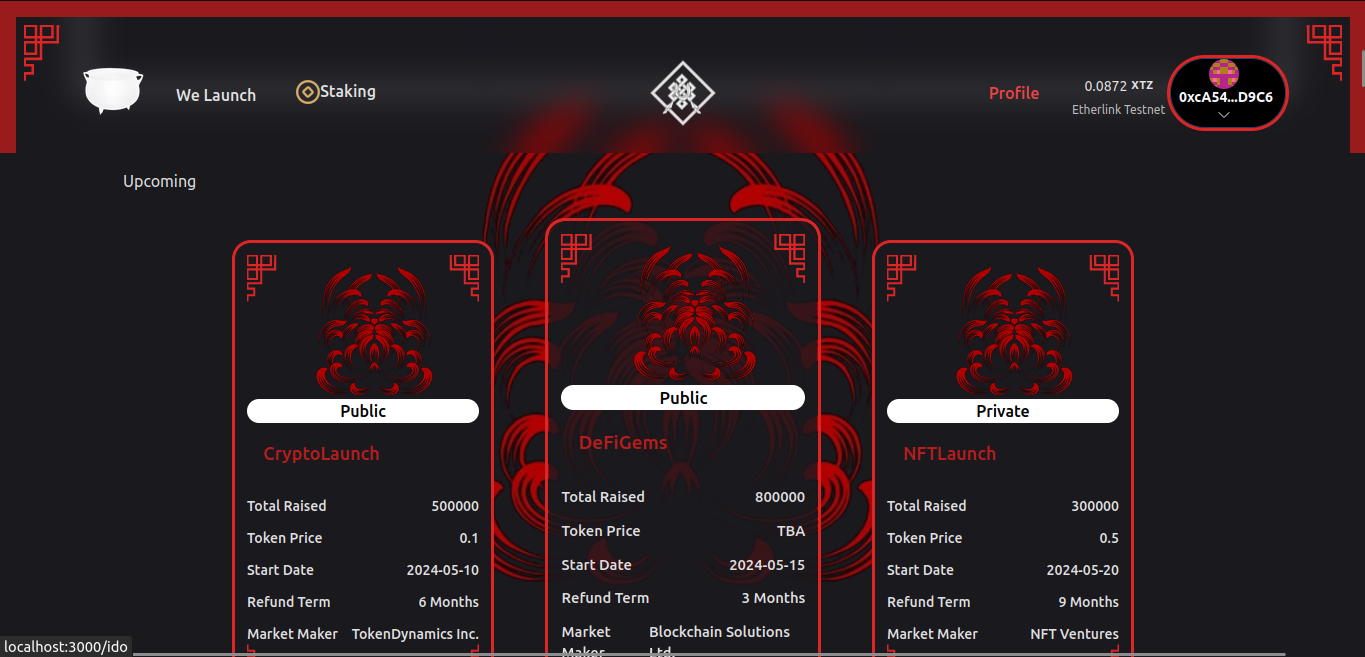 We Launch
Staking
Profile
0.0872 XTZ
Etherlink Testnet
0xcA54...D9C6
Upcoming
Public
CryptoLaunch
Total Raised 500000
Token Price 0.1
Start Date 2024-05-10
Refund Term 6 Months
Market Maker TokenDynamics Inc.
Public
DeFiGems
Total Raised 800000
Token Price TBA
Start Date 2024-05-15
Refund Term 3 Months
Market Blockchain Solutions
Maker Ltd.
Private
NFTLaunch
Total Raised 300000
Token Price 0.5
Start Date 2024-05-20
Refund Term 9 Months
Market Maker NFT Ventures
localhost:3000/ido